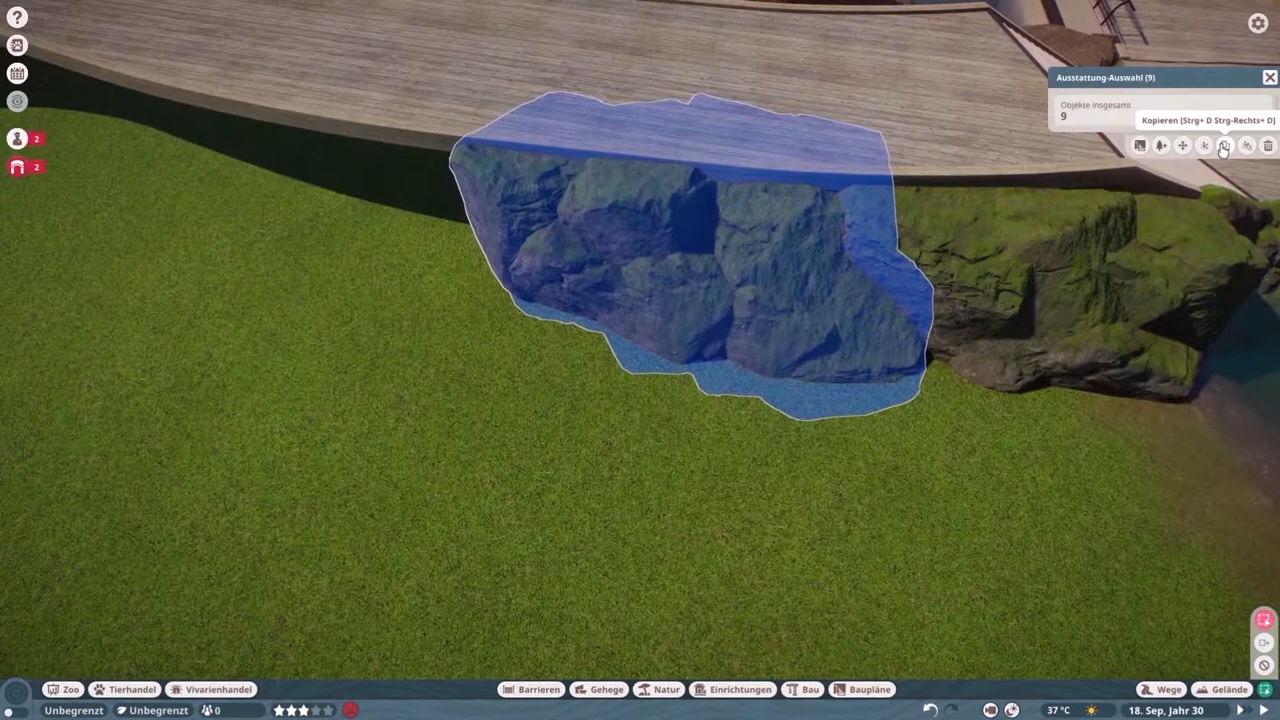 ?
2
2
Ausstattung-Auswahl (9)
Objekte insgesamt
9
Kopieren [Strg+ D Strg-Rechts+ D]
Zoo
Tierhandel
Vivarienhandel
Barrieren
Gehege
Natur
Einrichtungen
Bau
Baupläne
Wege
Gelände
Unbegrenzt
Unbegrenzt
0
37 °C
18. Sep, Jahr 30